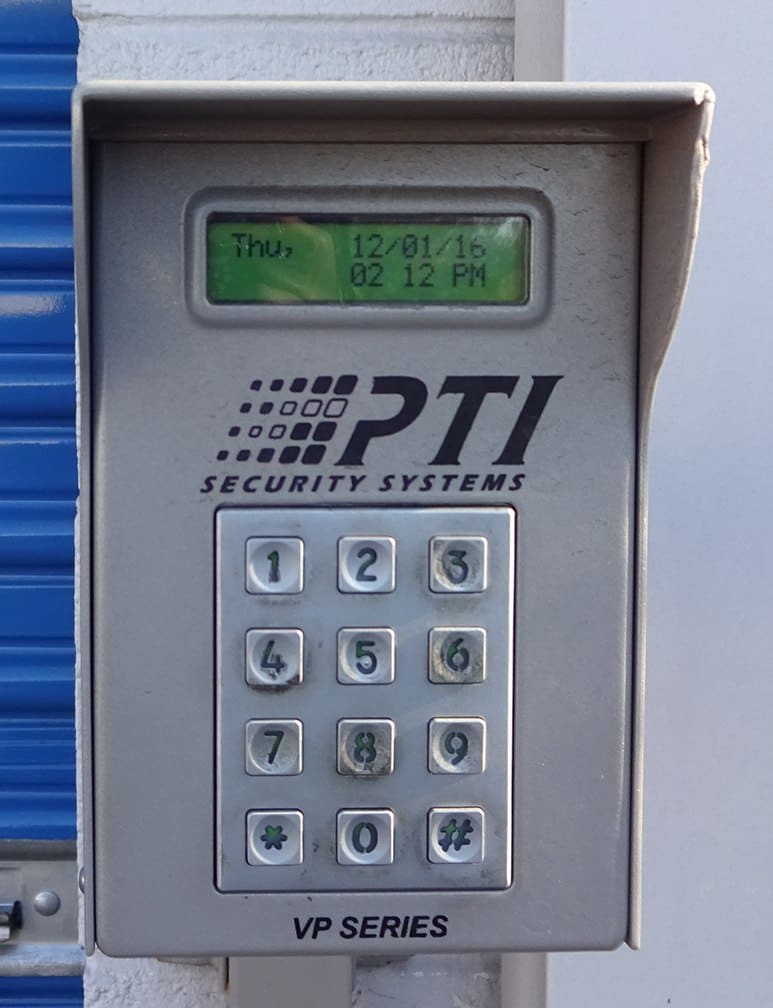 Thu, 12/01/16
02 12 PM
PTI
SECURITY SYSTEMS
1 2 3
4 5 6
7 8 9
* 0 #
VP SERIES